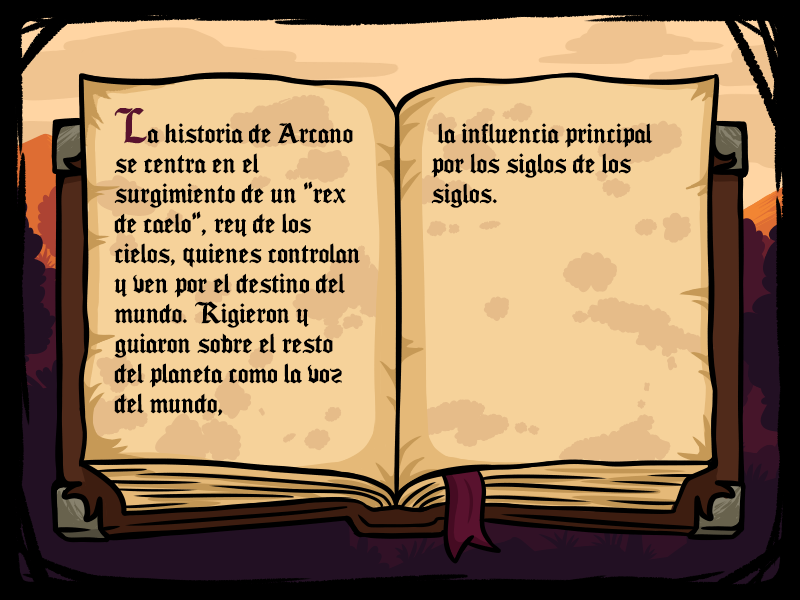 La historia de Arcano
se centra en el
surgimiento de un "rex
de caelo", rey de los
cielos, quienes controlan
y ven por el destino del
mundo. Rigieron y
guiaron sobre el resto
del planeta como la voz
del mundo,
la influencia principal
por los siglos de los
siglos.